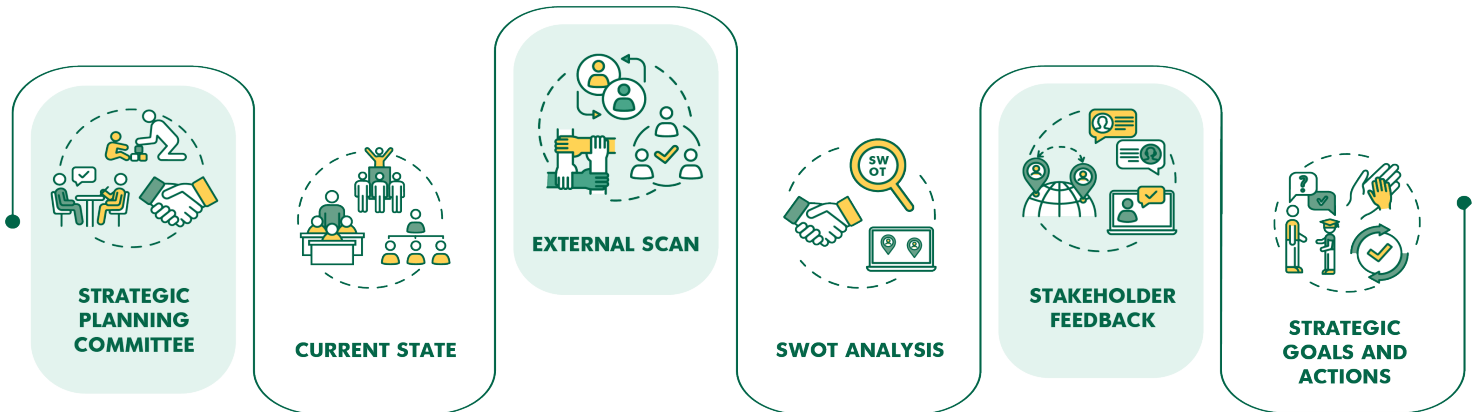 STRATEGIC
PLANNING
COMMITTEE
CURRENT STATE
EXTERNAL SCAN
SW
OT
SWOT ANALYSIS
STAKEHOLDER
FEEDBACK
?
STRATEGIC
GOALS AND
ACTIONS